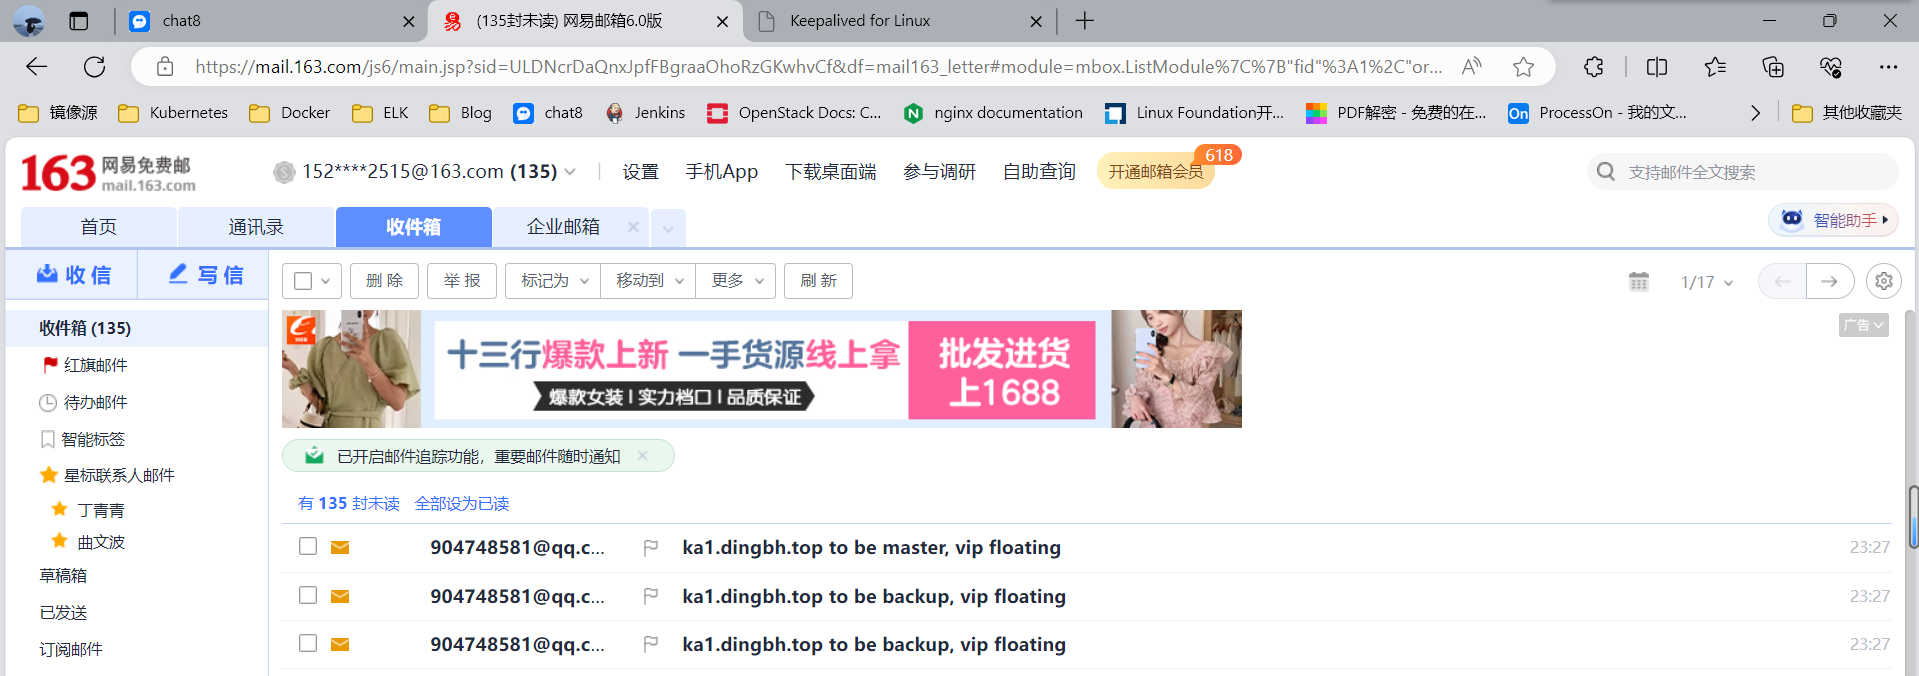 chat8
(135封未读) 网易邮箱6.0版
Keepalived for Linux
https://mail.163.com/js6/main.jsp?sid=ULDNcrDaQnxJpfFBgraaOhoRzGKwhvCf&df=mail163_letter#module=mbox.ListModule%7C%7B"fid"%3A1%2C"or...
镜像源 Kubernetes Docker ELK Blog chat8 Jenkins OpenStack Docs: C... nginx documentation Linux Foundation开... PDF解密 - 免费的在... ProcessOn - 我的文... 其他收藏夹
163 网易免费邮
mail.163.com
152****2515@163.com (135)
设置 手机App 下载桌面端 参与调研 自助查询 开通邮箱会员 618
支持邮件全文搜索
首页 通讯录 收件箱 企业邮箱
智能助手
收信 写信
删除 举报 标记为 移动到 更多 刷新
1/17
收件箱 (135)
红旗邮件
待办邮件
智能标签
星标联系人邮件
丁青青
曲文波
草稿箱
已发送
订阅邮件
十三行爆款上新 一手货源线上拿
爆款女装 | 实力档口 | 品质保证
批发进货
上1688
广告
已开启邮件追踪功能，重要邮件随时通知
有 135 封未读 全部设为已读
904748581@qq.c... ka1.dingbh.top to be master, vip floating 23:27
904748581@qq.c... ka1.dingbh.top to be backup, vip floating 23:27
904748581@qq.c... ka1.dingbh.top to be backup, vip floating 23:27